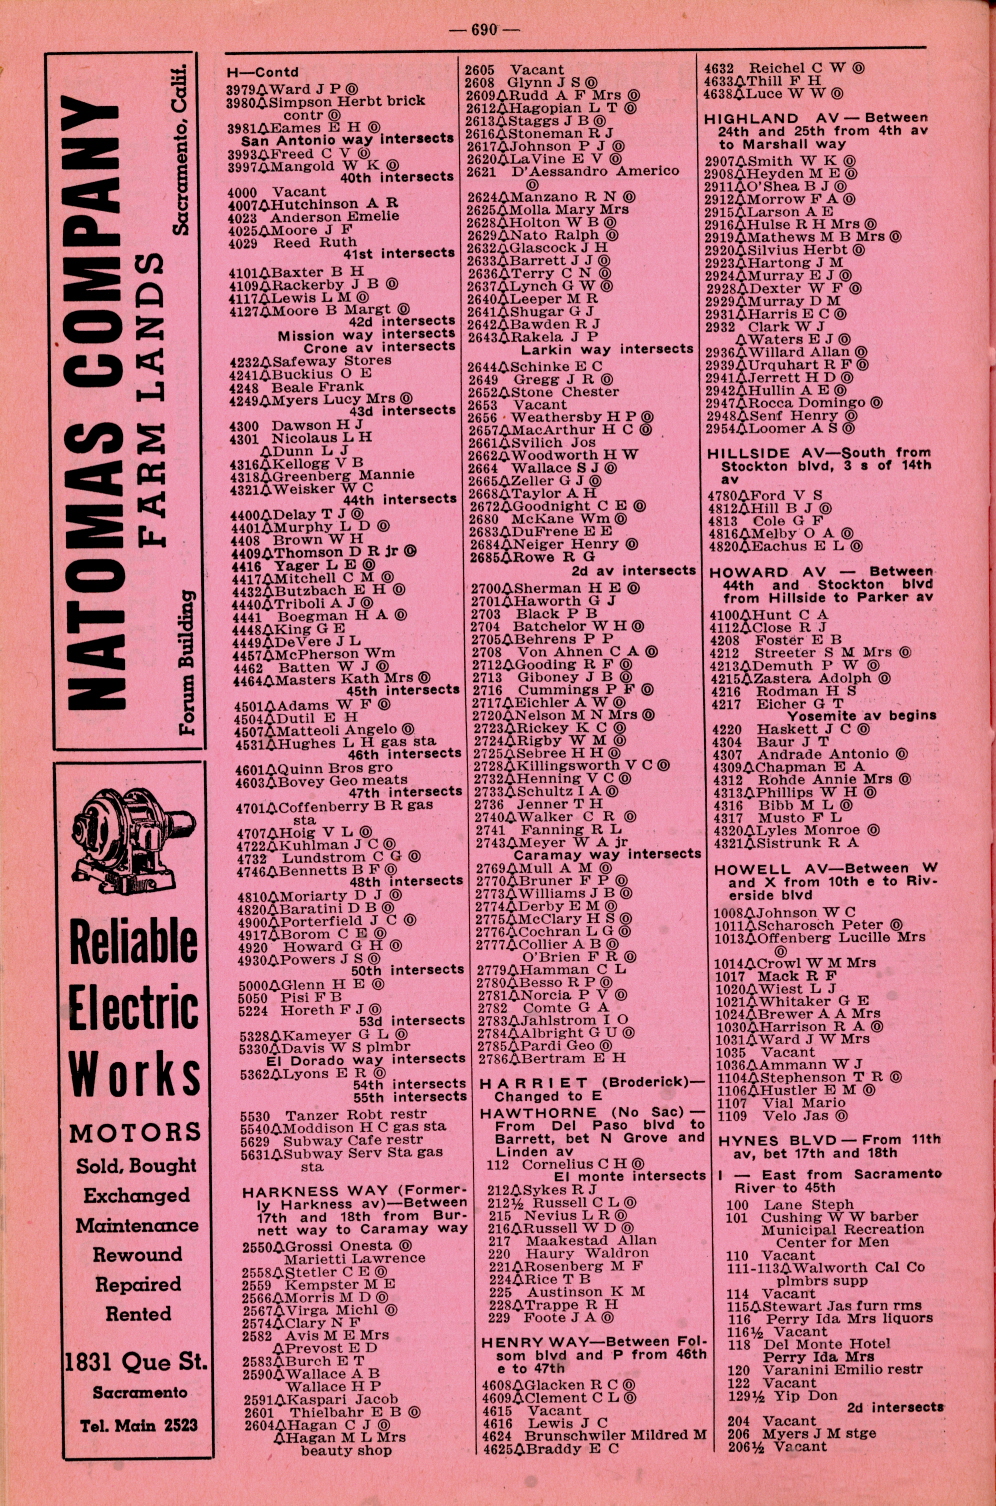 — 690 —
NATOMAS COMPANY
FARM LANDS
Forum Building
Sacramento, Calif.
Reliable
Electric
Works
MOTORS
Sold, Bought
Exchanged
Maintenance
Rewound
Repaired
Rented
1831 Que St.
Sacramento
Tel. Main 2523
H—Contd
3979△Ward J P ◎
3980△Simpson Herbt brick
contr ◎
3981△Eames E H ◎
San Antonio way intersects
3993△Freed C V ◎
3997△Mangold W K ◎
40th intersects
4000 Vacant
4007△Hutchinson A R
4023 Anderson Emelie
4025△Moore J F
4029 Reed Ruth
41st intersects
4101△Baxter B H
4109△Rackerby J B ◎
4117△Lewis L M ◎
4127△Moore B Margt ◎
42d intersects
Mission way intersects
Crone av intersects
4232△Safeway Stores
4241△Buckius O E
4248 Beale Frank
4249△Myers Lucy Mrs ◎
43d intersects
4300 Dawson H J
4301 Nicolaus L H
△Dunn L J
4316△Kellogg V B
4318△Greenberg Mannie
4321△Weisker W C
44th intersects
4400△Delay T J ◎
4401△Murphy L D ◎
4408 Brown W H
4409△Thomson D R jr ◎
4416 Yager L E ◎
4417△Mitchell C M ◎
4432△Butzbach E H ◎
4440△Triboli A J ◎
4441 Boegman H A ◎
4448△King G E
4449△DeVere J L
4457△McPherson Wm
4462 Batten W J ◎
4464△Masters Kath Mrs ◎
45th intersects
4501△Adams W F ◎
4504△Dutil E H
4507△Matteoli Angelo ◎
4531△Hughes L H gas sta
46th intersects
4601△Quinn Bros gro
4603△Bovey Geo meats
47th intersects
4701△Coffenberry B R gas
sta
4707△Hoig V L ◎
4722△Kuhlman J C ◎
4732 Lundstrom C G ◎
4746△Bennetts B F ◎
48th intersects
4810△Moriarty D J ◎
4820△Baratini D B ◎
4900△Porterfield J C ◎
4917△Borom C E ◎
4920 Howard G H ◎
4930△Powers J S ◎
50th intersects
5000△Glenn H E ◎
5050 Pisi F B
5224 Horeth F J ◎
53d intersects
5328△Kameyer G L ◎
5330△Davis W S plmbr
El Dorado way intersects
5362△Lyons E R ◎
54th intersects
55th intersects
5530 Tanzer Robt restr
5540△Moddison H C gas sta
5629 Subway Cafe restr
5631△Subway Serv Sta gas
sta
HARKNESS WAY (Former-
ly Harkness av)—Between
17th and 18th from Bur-
nett way to Caramay way
2550△Grossi Onesta ◎
Marietti Lawrence
2558△Stetler C E ◎
2559 Kempster M E
2566△Morris M D ◎
2567△Virga Michl ◎
2574△Clary N F
2582 Avis M E Mrs
△Prevost E D
2583△Burch E T
2590△Wallace A B
Wallace H P
2591△Kaspari Jacob
2601 Thielbahr E B ◎
2604△Hagan C J ◎
△Hagan M L Mrs
beauty shop
2605 Vacant
2608 Glynn J S ◎
2609△Rudd A F Mrs ◎
2612△Hagopian L T ◎
2613△Staggs J B ◎
2616△Stoneman R J
2617△Johnson P J ◎
2620△LaVine E V ◎
2621 D'Aessandro Americo
◎
2624△Manzano R N ◎
2625△Molla Mary Mrs
2628△Holton W B ◎
2629△Nato Ralph ◎
2632△Glascock J H
2633△Barrett J J ◎
2636△Terry C N ◎
2637△Lynch G W ◎
2640△Leeper M R
2641△Shugar G J
2642△Bawden R J
2643△Rakela J P
Larkin way intersects
2644△Schinke E C
2649 Gregg J R ◎
2652△Stone Chester
2653 Vacant
2656 Weathersby H P ◎
2657△MacArthur H C ◎
2661△Svilich Jos
2662△Woodworth H W
2664 Wallace S J ◎
2665△Zeller G J ◎
2668△Taylor A H
2672△Goodnight C E ◎
2680 McKane Wm ◎
2683△DuFrene E E
2684△Neiger Henry ◎
2685△Rowe R G
2d av intersects
2700△Sherman H E ◎
2701△Haworth G J
2703 Black P B
2704 Batchelor W H ◎
2705△Behrens P P
2708 Von Ahnen C A ◎
2712△Gooding R F ◎
2713 Giboney J B ◎
2716 Cummings P F ◎
2717△Eichler A W ◎
2720△Nelson M N Mrs ◎
2723△Rickey K C ◎
2724△Rigby W M ◎
2725△Sebree H H ◎
2728△Killingsworth V C ◎
2732△Henning V C ◎
2733△Schultz I A ◎
2736 Jenner T H
2740△Walker C R ◎
2741 Fanning R L
2743△Meyer W A jr
Caramay way intersects
2769△Mull A M ◎
2770△Bruner F P ◎
2773△Williams J B ◎
2774△Derby E M ◎
2775△McClary H S ◎
2776△Cochran L G ◎
2777△Collier A B ◎
O'Brien F R ◎
2779△Hamman C L
2780△Besso R P ◎
2781△Norcia P V ◎
2782 Comte G A
2783△Jahlstrom I O
2784△Albright G U ◎
2785△Pardi Geo ◎
2786△Bertram E H
HARRIET (Broderick)—
Changed to E
HAWTHORNE (No Sac) —
From Del Paso blvd to
Barrett, bet N Grove and
Linden av
112 Cornelius C H ◎
El monte intersects
212△Sykes R J
212½ Russell C L ◎
215 Nevius L R ◎
216△Russell W D ◎
217 Maakestad Allan
220 Haury Waldron
221△Rosenberg M F
224△Rice T B
225 Austinson K M
228△Trappe R H
229 Foote J A ◎
HENRY WAY—Between Fol-
som blvd and P from 46th
e to 47th
4608△Glacken R C ◎
4609△Clement C L ◎
4615 Vacant
4616 Lewis J C
4624 Brunschwiler Mildred M
4625△Braddy E C
4632 Reichel C W ◎
4633△Thill F H
4638△Luce W W ◎
HIGHLAND AV — Between
24th and 25th from 4th av
to Marshall way
2907△Smith W K ◎
2908△Heyden M E ◎
2911△O'Shea B J ◎
2912△Morrow F A ◎
2915△Larson A E
2916△Hulse R H Mrs ◎
2919△Mathews M B Mrs ◎
2920△Silvius Herbt ◎
2923△Hartong J M
2924△Murray E J ◎
2928△Dexter W F ◎
2929△Murray D M
2931△Harris E C ◎
2932 Clark W J
△Waters E J ◎
2936△Willard Allan ◎
2939△Urquhart R F ◎
2941△Jerrett H D ◎
2942△Hullin A E ◎
2947△Rocca Domingo ◎
2948△Senf Henry ◎
2954△Loomer A S ◎
HILLSIDE AV—South from
Stockton blvd, 3 s of 14th
av
4780△Ford V S
4812△Hill B J ◎
4813 Cole G F
4816△Melby O A ◎
4820△Eachus E L ◎
HOWARD AV — Between
44th and Stockton blvd
from Hillside to Parker av
4100△Hunt C A
4112△Close R J
4208 Foster E B
4212 Streeter S M Mrs ◎
4213△Demuth P W ◎
4215△Zastera Adolph ◎
4216 Rodman H S
4217 Eicher G T
Yosemite av begins
4220 Haskett J C ◎
4304 Baur J T
4307 Andrade Antonio ◎
4309△Chapman E A
4312 Rohde Annie Mrs ◎
4313△Phillips W H ◎
4316 Bibb M L ◎
4317 Musto F L
4320△Lyles Monroe ◎
4321△Sistrunk R A
HOWELL AV—Between W
and X from 10th e to Riv-
erside blvd
1008△Johnson W C
1011△Scharosch Peter ◎
1013△Offenberg Lucille Mrs
◎
1014△Crowl W M Mrs
1017 Mack R F
1020△Wiest L J
1021△Whitaker G E
1024△Brewer A A Mrs
1030△Harrison R A ◎
1031△Ward J W Mrs
1035 Vacant
1036△Ammann W J
1104△Stephenson T R ◎
1106△Hustler E M ◎
1107 Vial Mario
1109 Velo Jas ◎
HYNES BLVD — From 11th
av, bet 17th and 18th
I — East from Sacramento
River to 45th
100 Lane Steph
101 Cushing W W barber
Municipal Recreation
Center for Men
110 Vacant
111-113△Walworth Cal Co
plmbrs supp
114 Vacant
115△Stewart Jas furn rms
116 Perry Ida Mrs liquors
116½ Vacant
118 Del Monte Hotel
Perry Ida Mrs
120 Varanini Emilio restr
122 Vacant
129½ Yip Don
2d intersects
204 Vacant
206 Myers J M stge
206½ Vacant